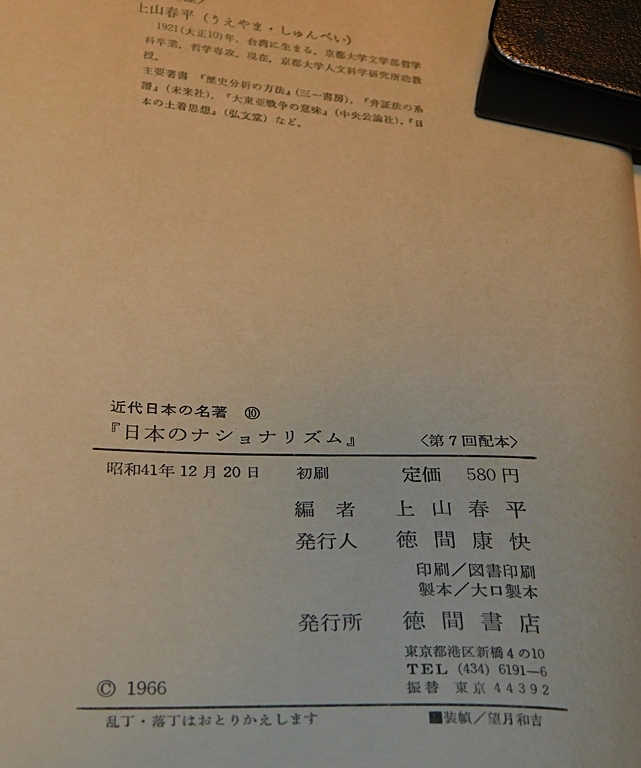 上山春平(うえやま・しゅんぺい)
1921(大正10)年,台湾に生まる。京都大学文学部哲学
科卒業,哲学専攻。現在,京都大学人文科学研究所助教
授。
主要著書 『歴史分析の方法』(三一書房),『弁証法の系
譜』(未来社),『大東亜戦争の意味』(中央公論社),『日
本の土着思想』(弘文堂)など。
近代日本の名著 ⑩
『日本のナショナリズム』 〈第7回配本〉
昭和41年12月20日 初刷 定価 580円
編者 上山春平
発行人 徳間康快
印刷/図書印刷
製本/大口製本
発行所 徳間書店
東京都港区新橋4の10
TEL (434) 6191—6
振替 東京 44392
© 1966
乱丁・落丁はおとりかえします ■装幀/望月和吉